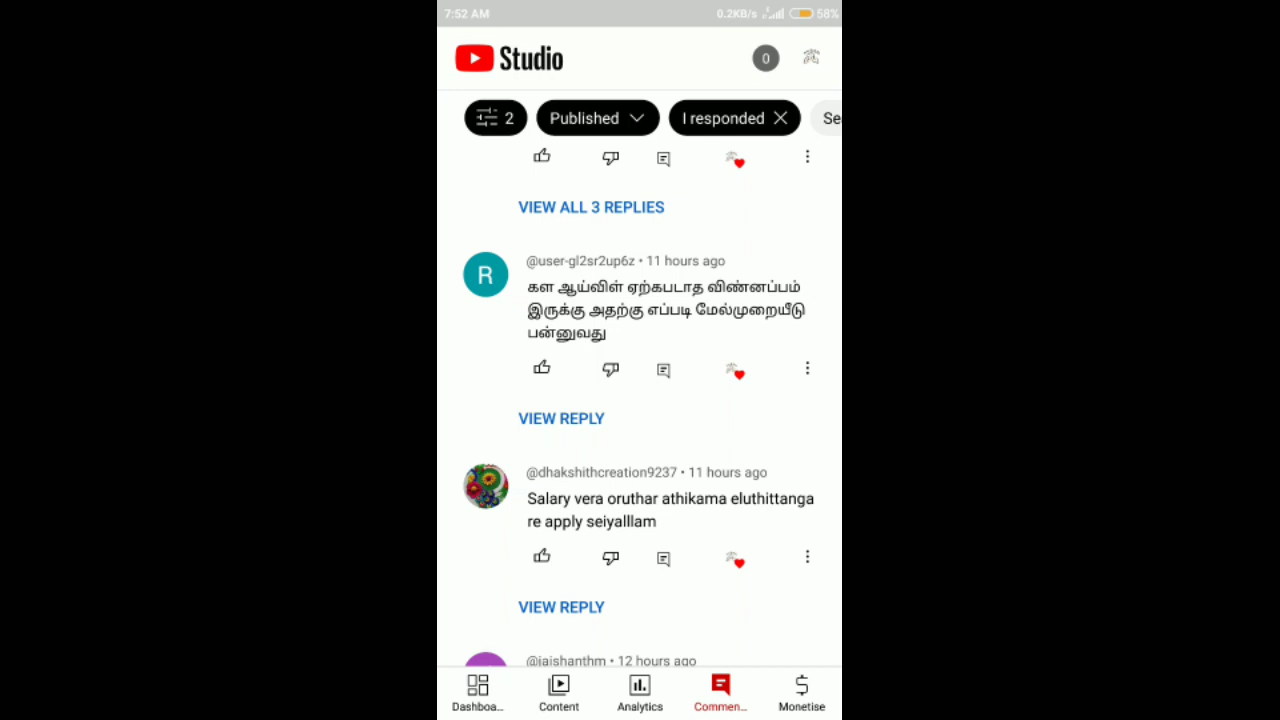 7:52 AM 0.2KB/s 58%
Studio 0
2 Published I responded Se
VIEW ALL 3 REPLIES
R @user-gl2sr2up6z • 11 hours ago
கள ஆய்விள் ஏற்கபடாத விண்னப்பம்
இருக்கு அதற்கு எப்படி மேல்முறையீடு
பன்னுவது
VIEW REPLY
@dhakshithcreation9237 • 11 hours ago
Salary vera oruthar athikama eluthittanga
re apply seiyalllam
VIEW REPLY
@jaishanthm • 12 hours ago
Dashboa... Content Analytics Commen... Monetise